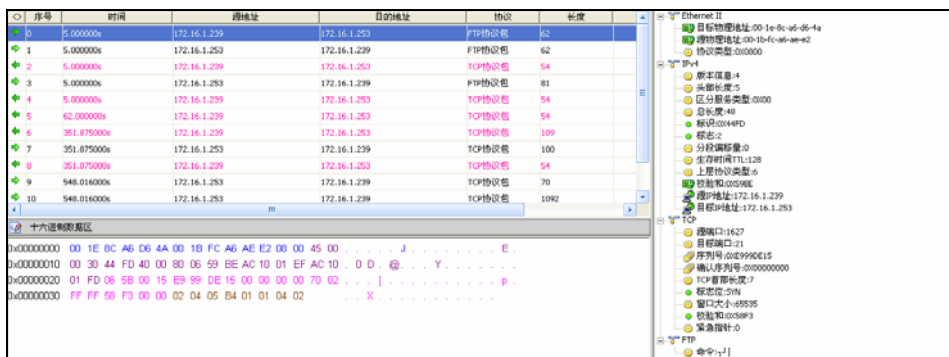 序号 时间 源地址 目的地址 协议 长度
0 5.000000s 172.16.1.239 172.16.1.253 FTP协议包 62
1 5.000000s 172.16.1.253 172.16.1.239 FTP协议包 62
2 5.000000s 172.16.1.239 172.16.1.253 TCP协议包 54
3 5.000000s 172.16.1.253 172.16.1.239 FTP协议包 81
4 5.000000s 172.16.1.239 172.16.1.253 TCP协议包 54
5 62.000000s 172.16.1.239 172.16.1.253 TCP协议包 54
6 351.875000s 172.16.1.239 172.16.1.253 TCP协议包 109
7 351.875000s 172.16.1.253 172.16.1.239 TCP协议包 100
8 351.875000s 172.16.1.239 172.16.1.253 TCP协议包 54
9 548.016000s 172.16.1.253 172.16.1.239 TCP协议包 70
10 548.016000s 172.16.1.253 172.16.1.239 TCP协议包 1092
十六进制数据区
0x00000000 00 1E 8C A6 D6 4A 00 1B FC A6 AE E2 08 00 45 00 . . . . . . J . . . . . . . . E .
0x00000010 00 30 44 FD 40 00 80 06 59 BE AC 10 01 EF AC 10 . 0 D . @ . . . Y . . . . . . .
0x00000020 01 FD 06 5B 00 15 E9 99 DE 15 00 00 00 00 70 02 . . . [ . . . . . . . . . . p .
0x00000030 FF FF 58 F3 00 00 02 04 05 B4 01 01 04 02 . . X . . . . . . . . . . .
Ethernet II
目标物理地址:00-1e-8c-a6-d6-4a
源物理地址:00-1b-fc-a6-ae-e2
协议类型:0X0800
IPv4
版本信息:4
头部长度:5
区分服务类型:0X00
总长度:48
标识:0X44FD
标志:2
分段偏移量:0
生存时间TTL:128
上层协议类型:6
校验和:0X59BE
源IP地址:172.16.1.239
目标IP地址:172.16.1.253
TCP
源端口:1627
目标端口:21
序列号:0XE999DE15
确认序列号:0X00000000
TCP首部长度:7
标志位:SYN
窗口大小:65535
校验和:0X58F3
紧急指针:0
FTP
命令: